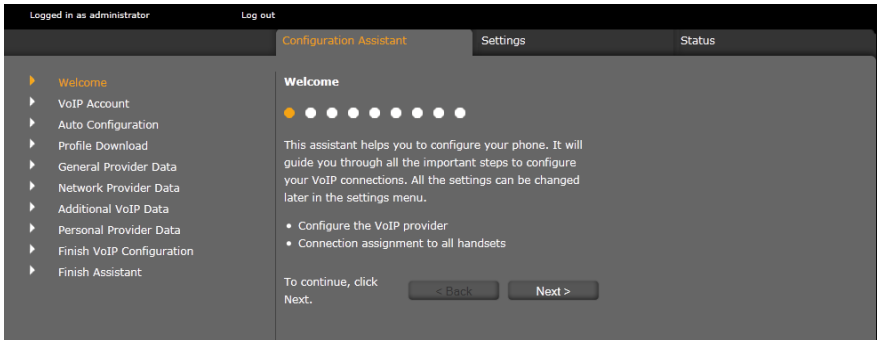 Logged in as administrator Log out
Configuration Assistant Settings Status
Welcome
VoIP Account
Auto Configuration
Profile Download
General Provider Data
Network Provider Data
Additional VoIP Data
Personal Provider Data
Finish VoIP Configuration
Finish Assistant
Welcome
This assistant helps you to configure your phone. It will
guide you through all the important steps to configure
your VoIP connections. All the settings can be changed
later in the settings menu.
• Configure the VoIP provider
• Connection assignment to all handsets
To continue, click
Next.
< Back Next >